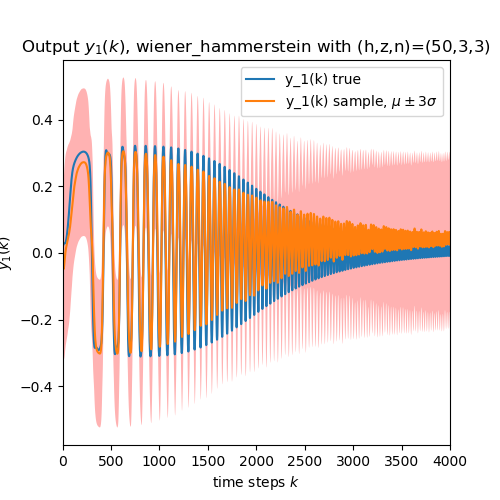 Output y₁(k), wiener_hammerstein with (h,z,n)=(50,3,3)
y_1(k) true
y_1(k) sample, μ ± 3σ
0.4
0.2
0.0
−0.2
−0.4
y₁(k)
0 500 1000 1500 2000 2500 3000 3500 4000
time steps k